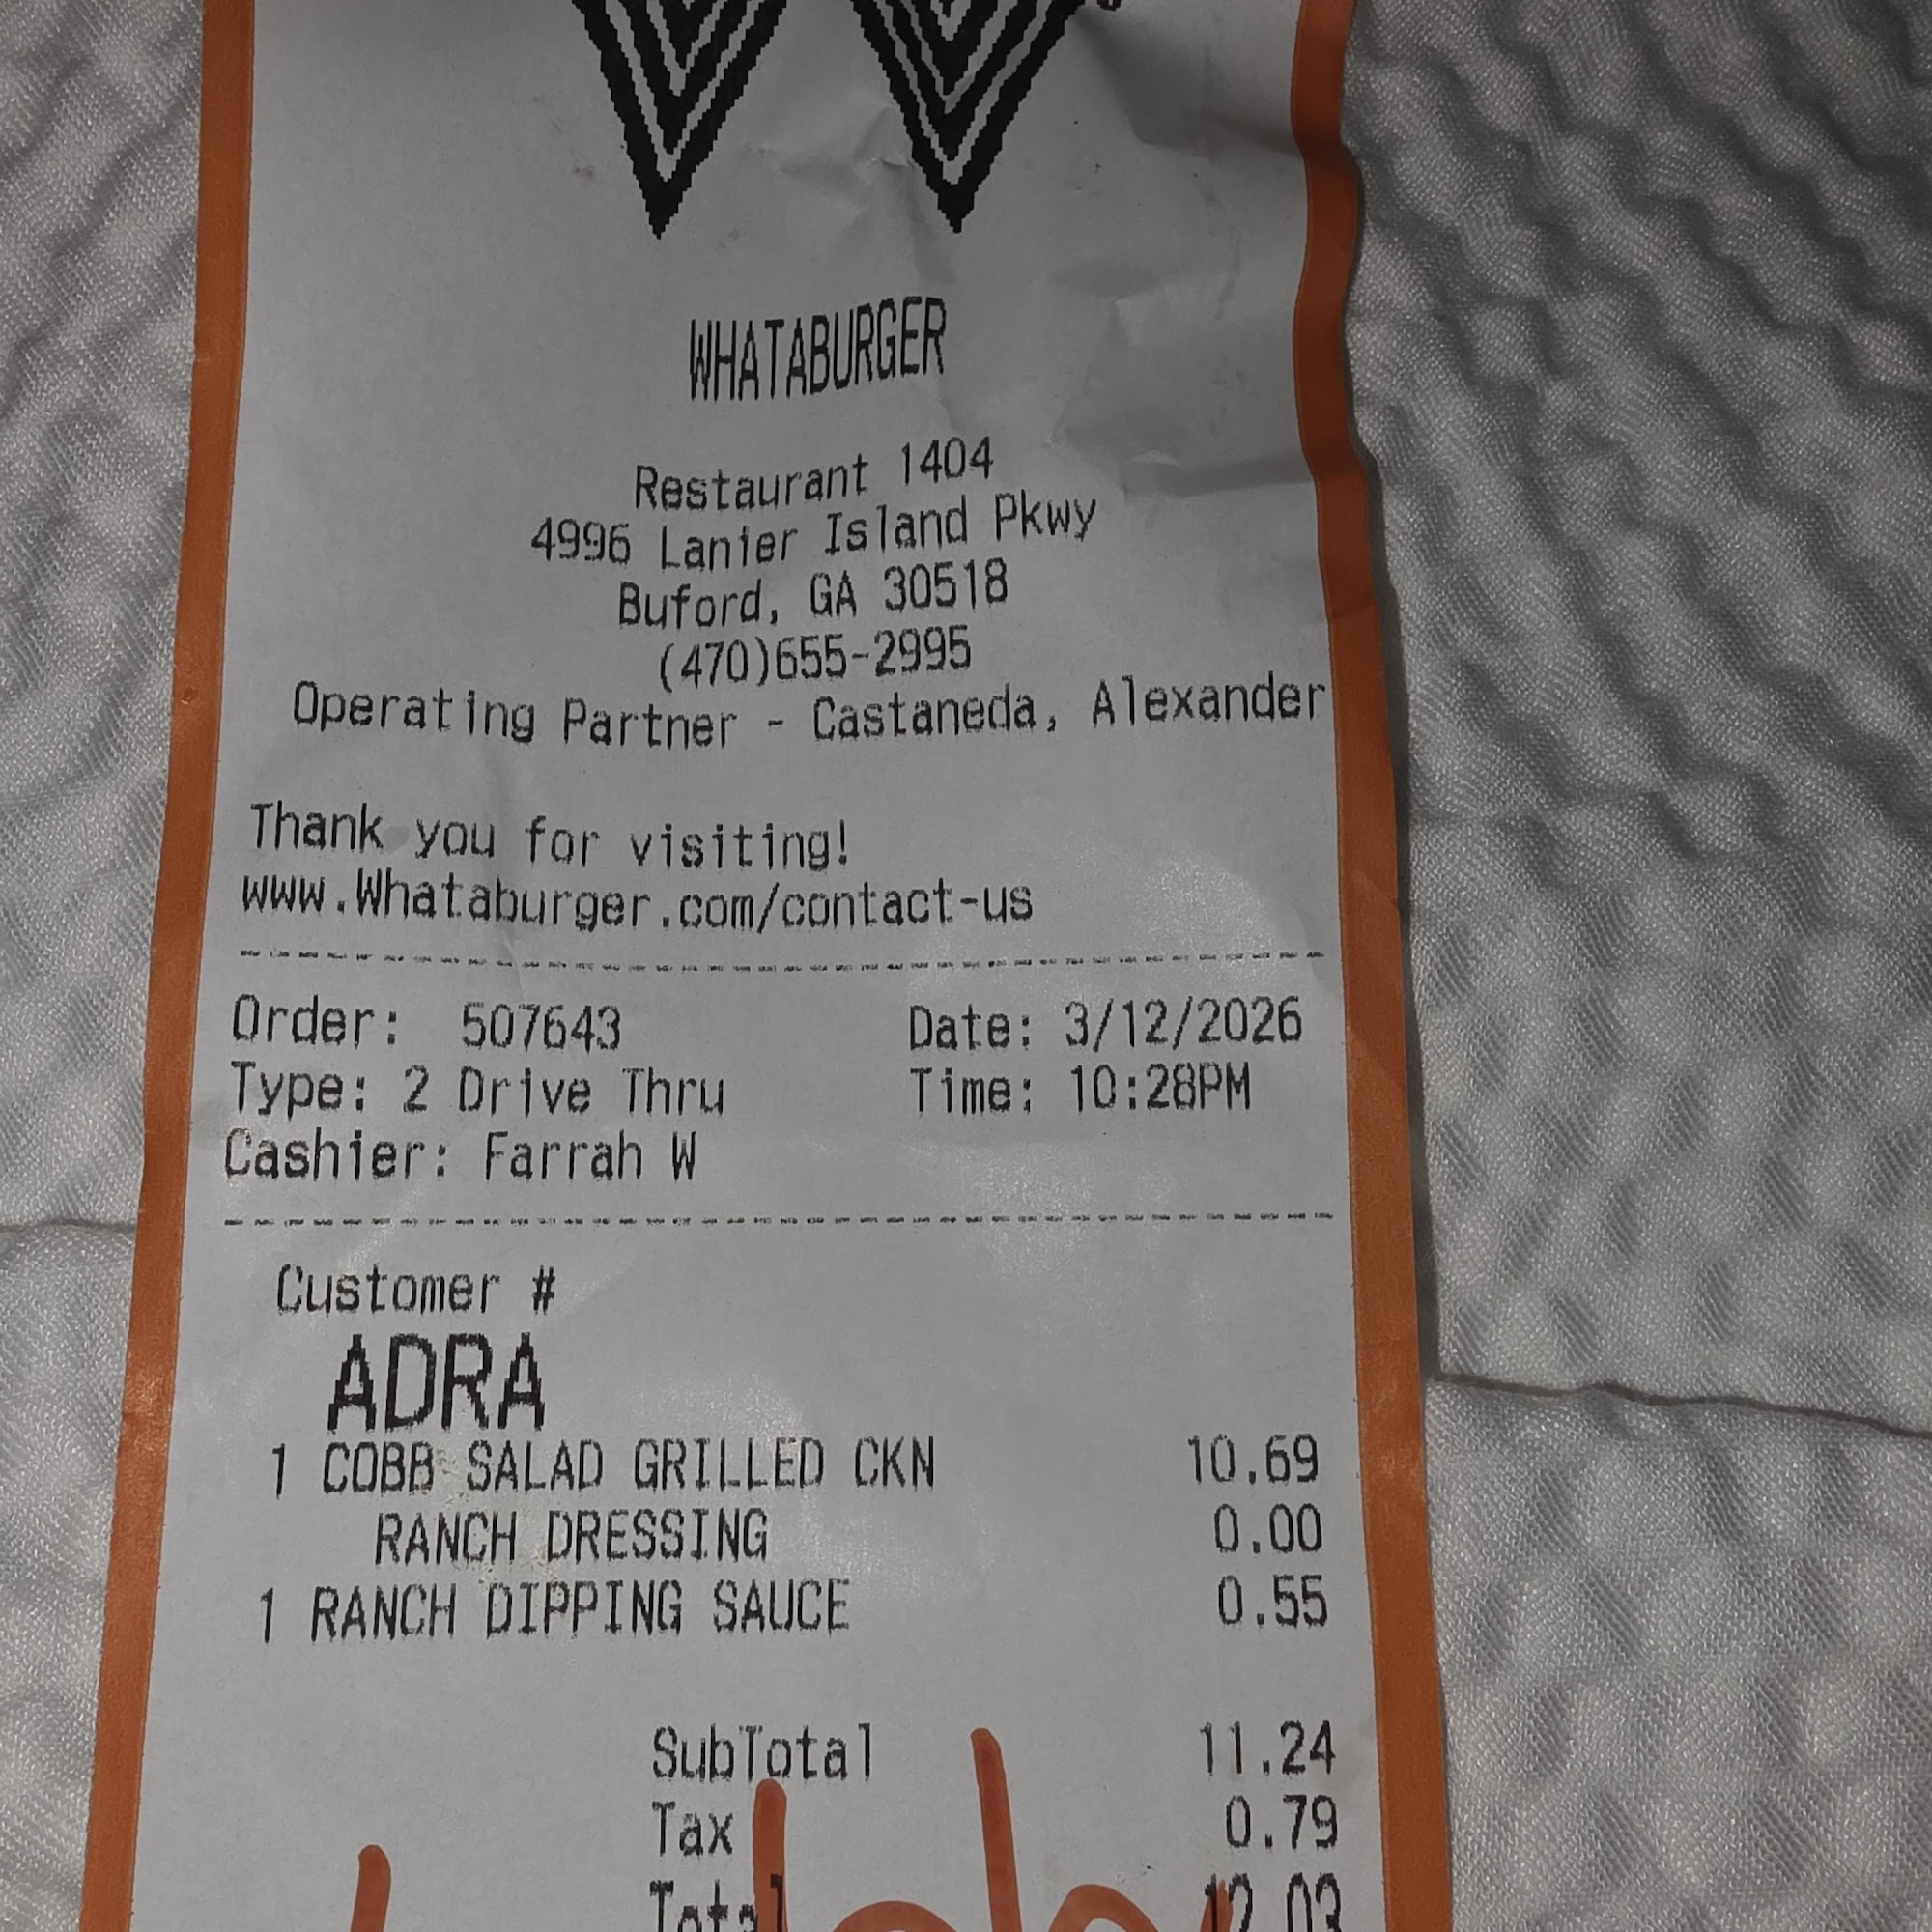 WHATABURGER
Restaurant 1404
4996 Lanier Island Pkwy
Buford, GA 30518
(470)655-2995
Operating Partner - Castaneda, Alexander
Thank you for visiting!
www.Whataburger.com/contact-us
Order: 507643 Date: 3/12/2026
Type: 2 Drive Thru Time: 10:28PM
Cashier: Farrah W
Customer #
ADRA
1 COBB SALAD GRILLED CKN 10.69
RANCH DRESSING 0.00
1 RANCH DIPPING SAUCE 0.55
SubTotal 11.24
Tax 0.79
Total 12.03